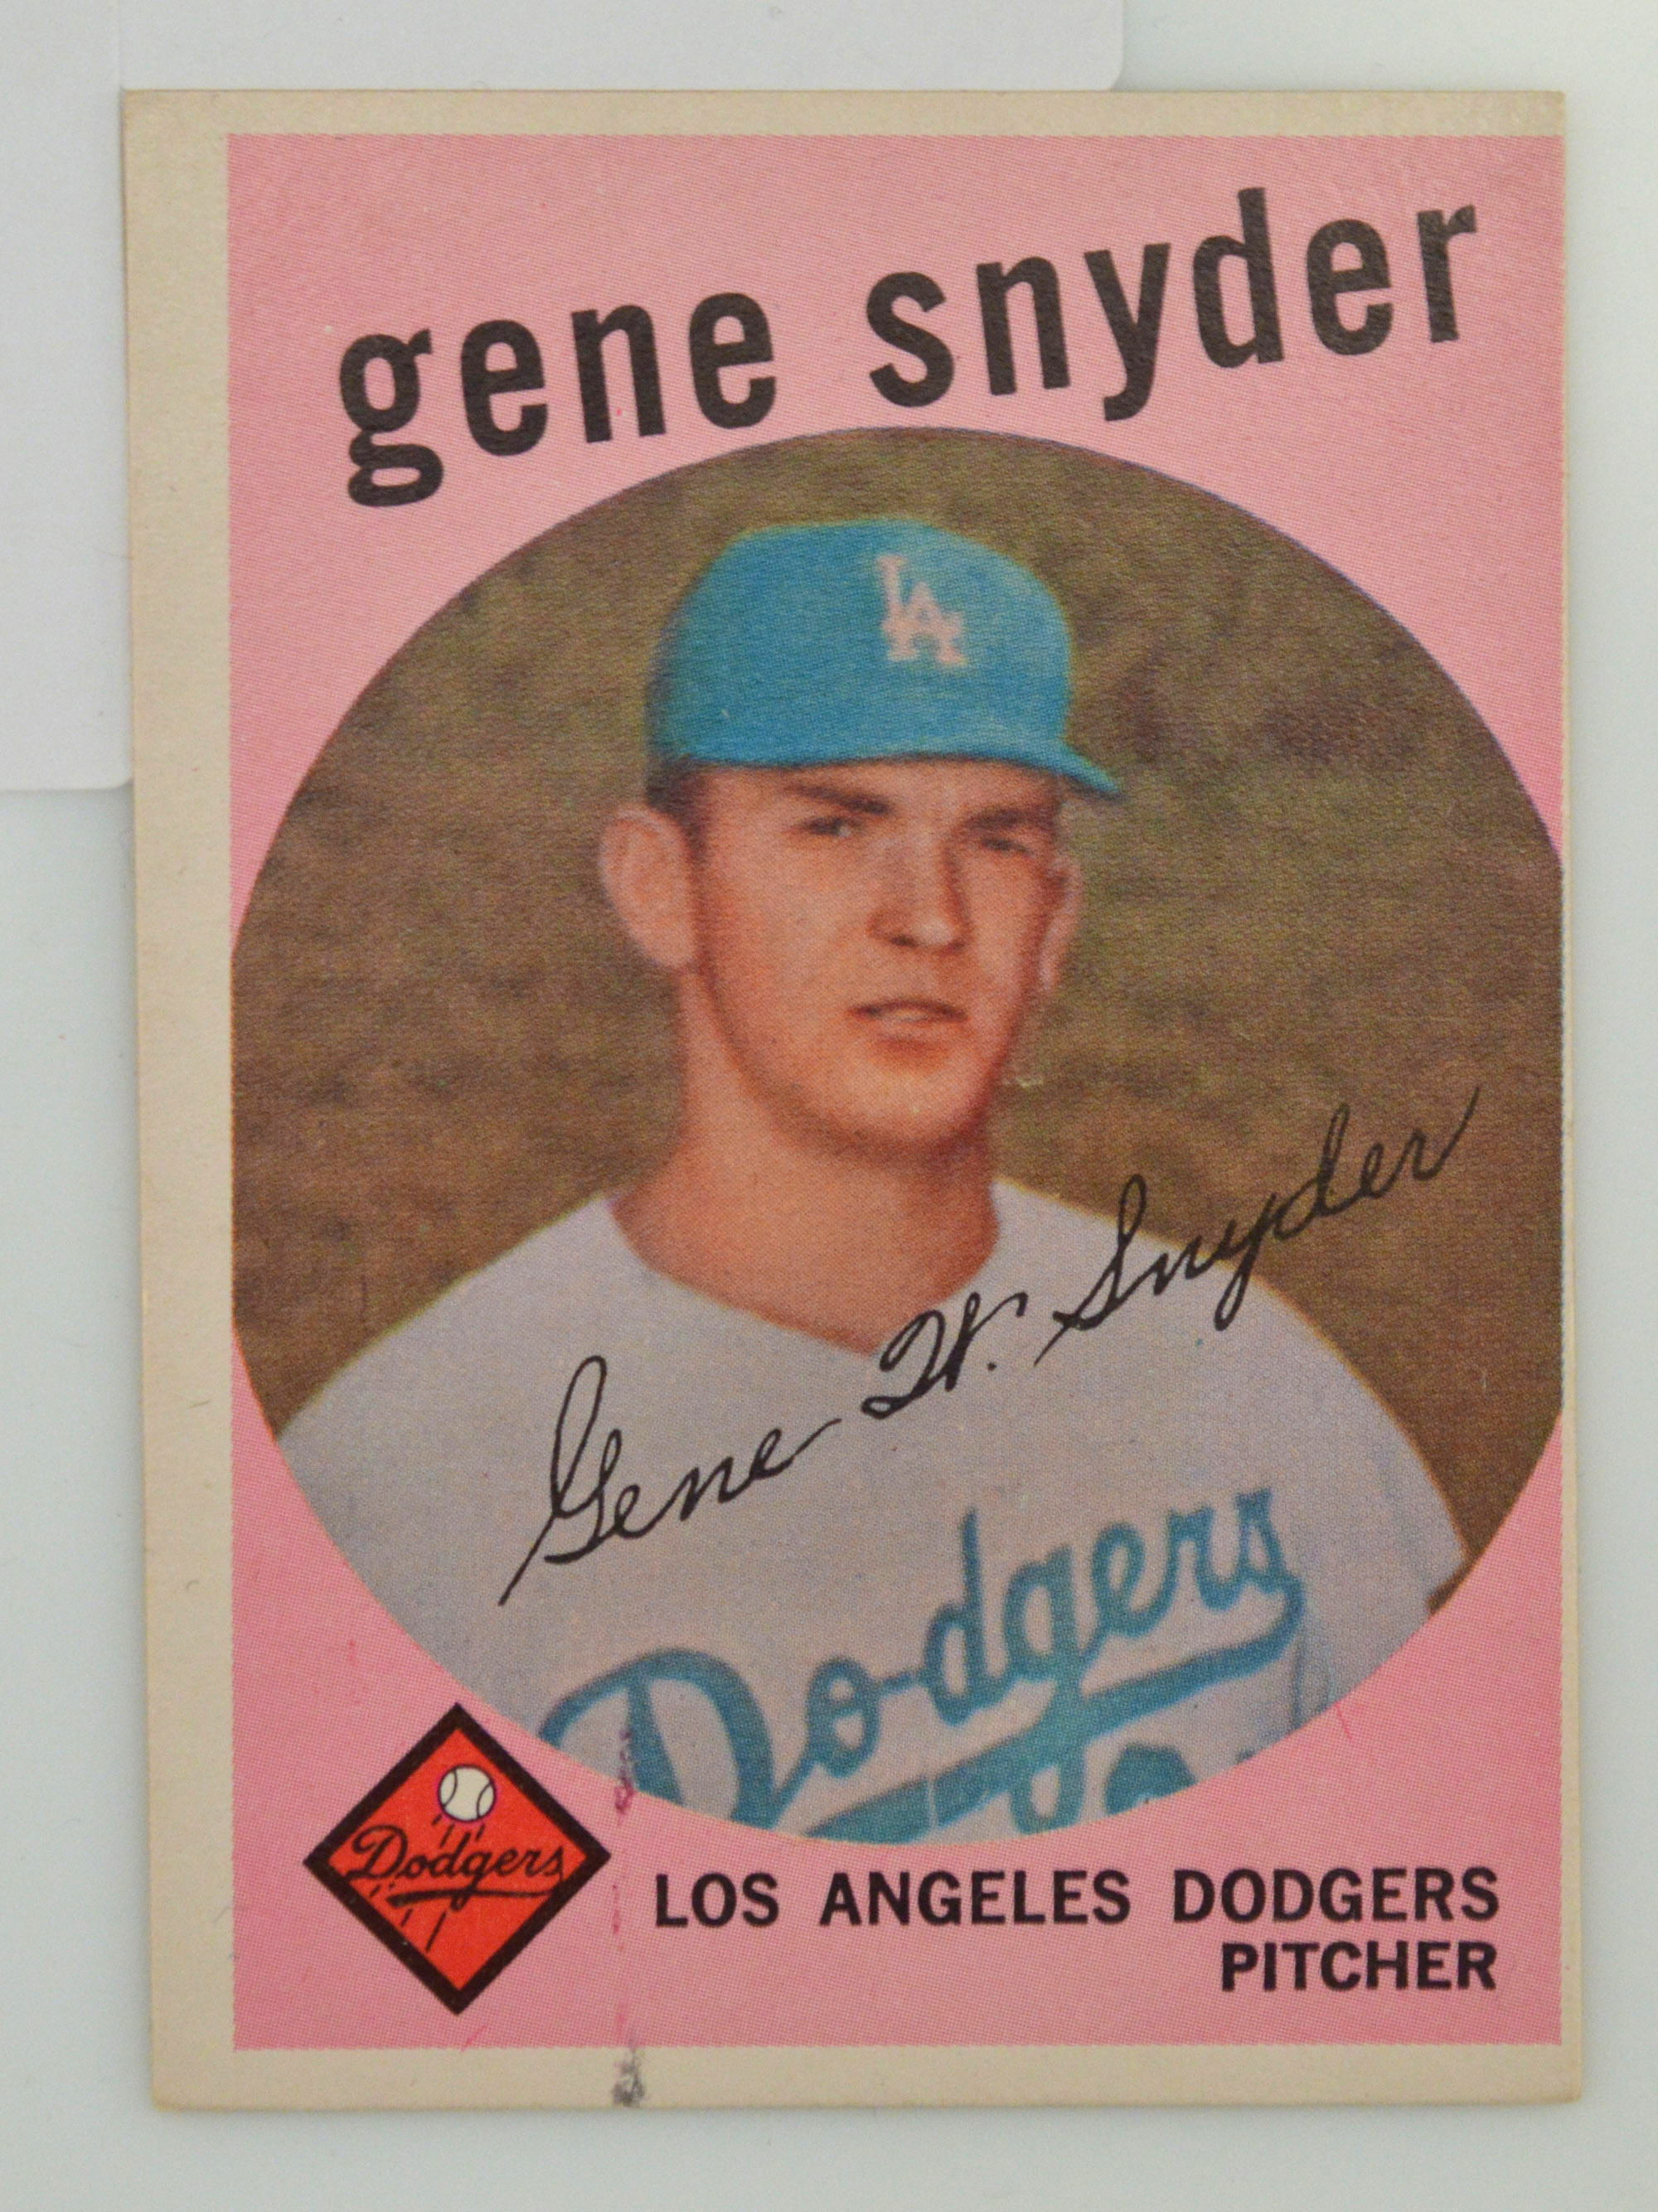 gene snyder
LA
Gene W. Snyder
Dodgers
Dodgers
LOS ANGELES DODGERS
PITCHER